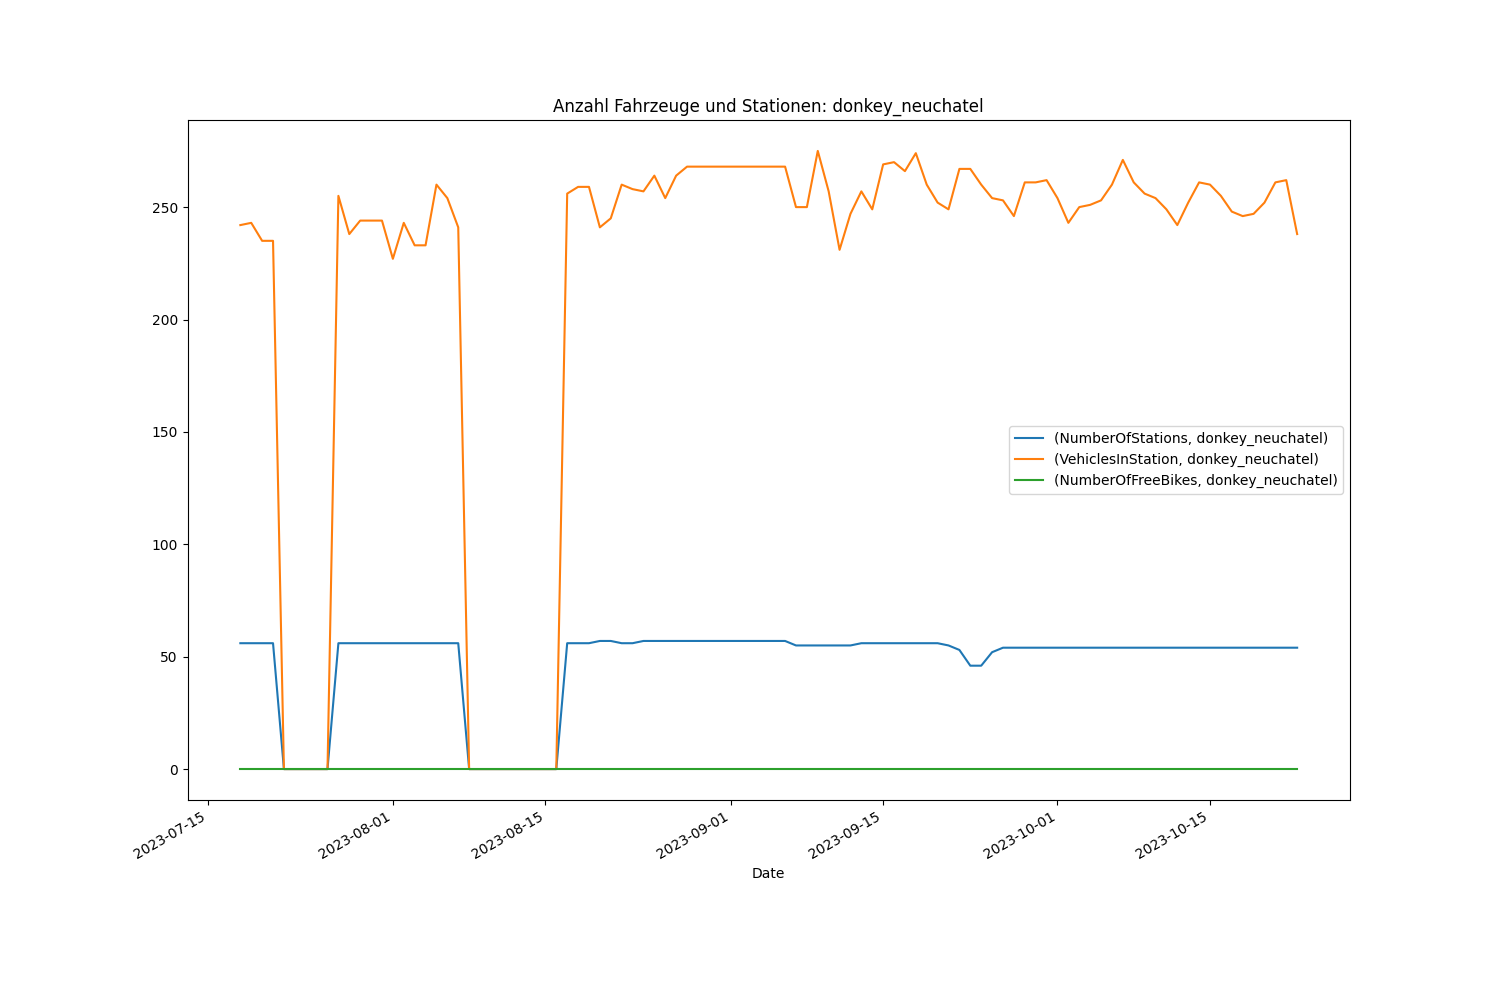 Anzahl Fahrzeuge und Stationen: donkey_neuchatel
250
200
150
100
50
0
(NumberOfStations, donkey_neuchatel)
(VehiclesInStation, donkey_neuchatel)
(NumberOfFreeBikes, donkey_neuchatel)
2023-07-15
2023-08-01
2023-08-15
2023-09-01
2023-09-15
2023-10-01
2023-10-15
Date